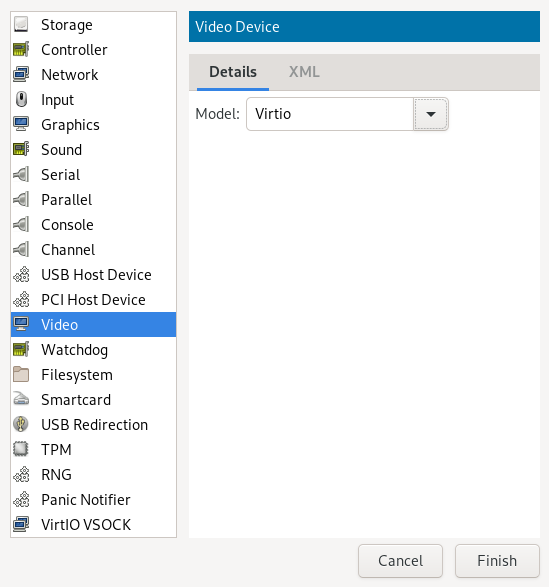 Storage
Controller
Network
Input
Graphics
Sound
Serial
Parallel
Console
Channel
USB Host Device
PCI Host Device
Video
Watchdog
Filesystem
Smartcard
USB Redirection
TPM
RNG
Panic Notifier
VirtIO VSOCK
Video Device
Details XML
Model: Virtio
Cancel Finish